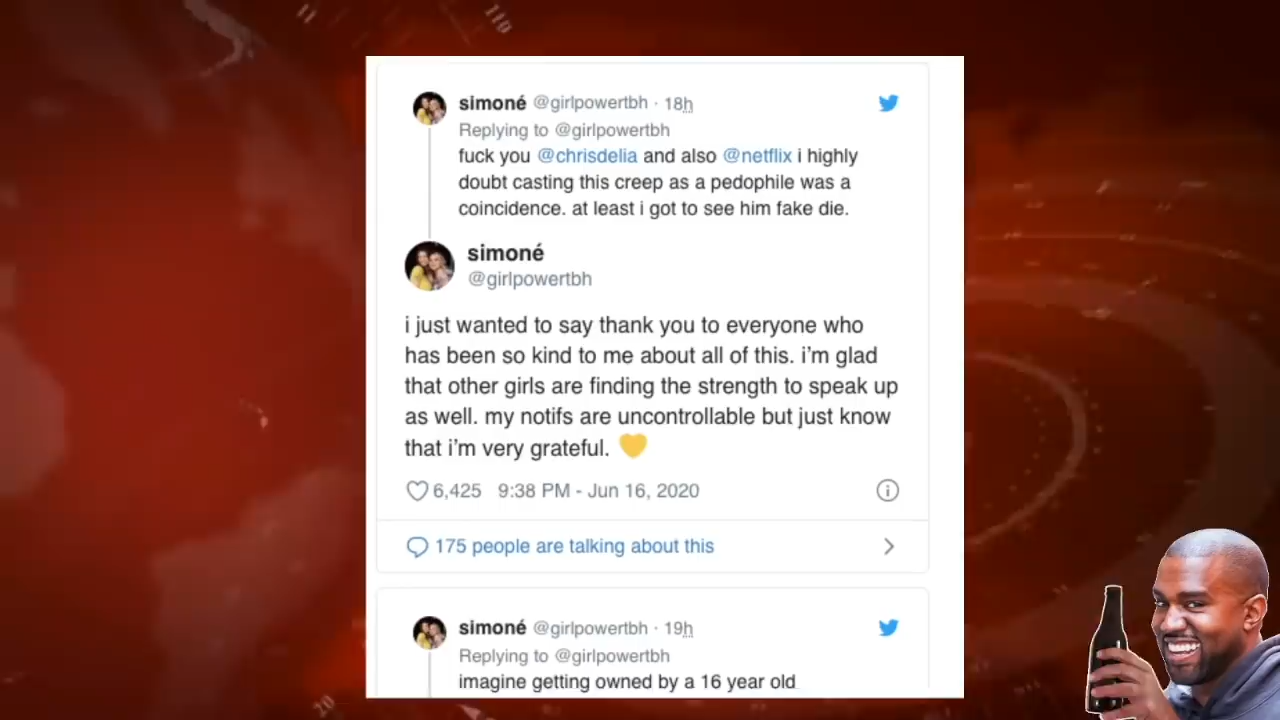 110
simoné @girlpowertbh · 18h
Replying to @girlpowertbh
fuck you @chrisdelia and also @netflix i highly
doubt casting this creep as a pedophile was a
coincidence. at least i got to see him fake die.
simoné
@girlpowertbh
i just wanted to say thank you to everyone who
has been so kind to me about all of this. i’m glad
that other girls are finding the strength to speak up
as well. my notifs are uncontrollable but just know
that i’m very grateful. 💛
6,425 9:38 PM - Jun 16, 2020
175 people are talking about this
simoné @girlpowertbh · 19h
Replying to @girlpowertbh
imagine getting owned by a 16 year old
20